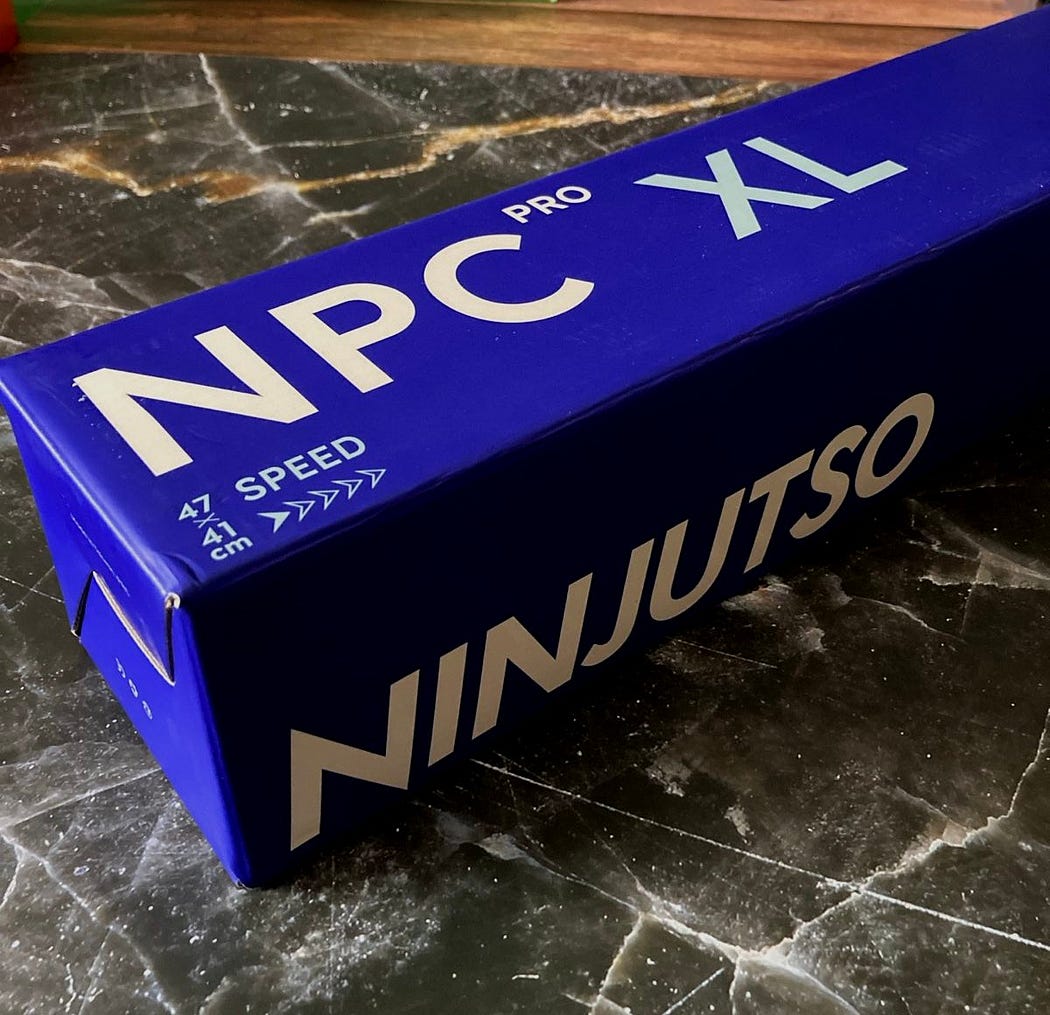 NPC PRO XL
47
×
41
cm
SPEED
NINJUTSO